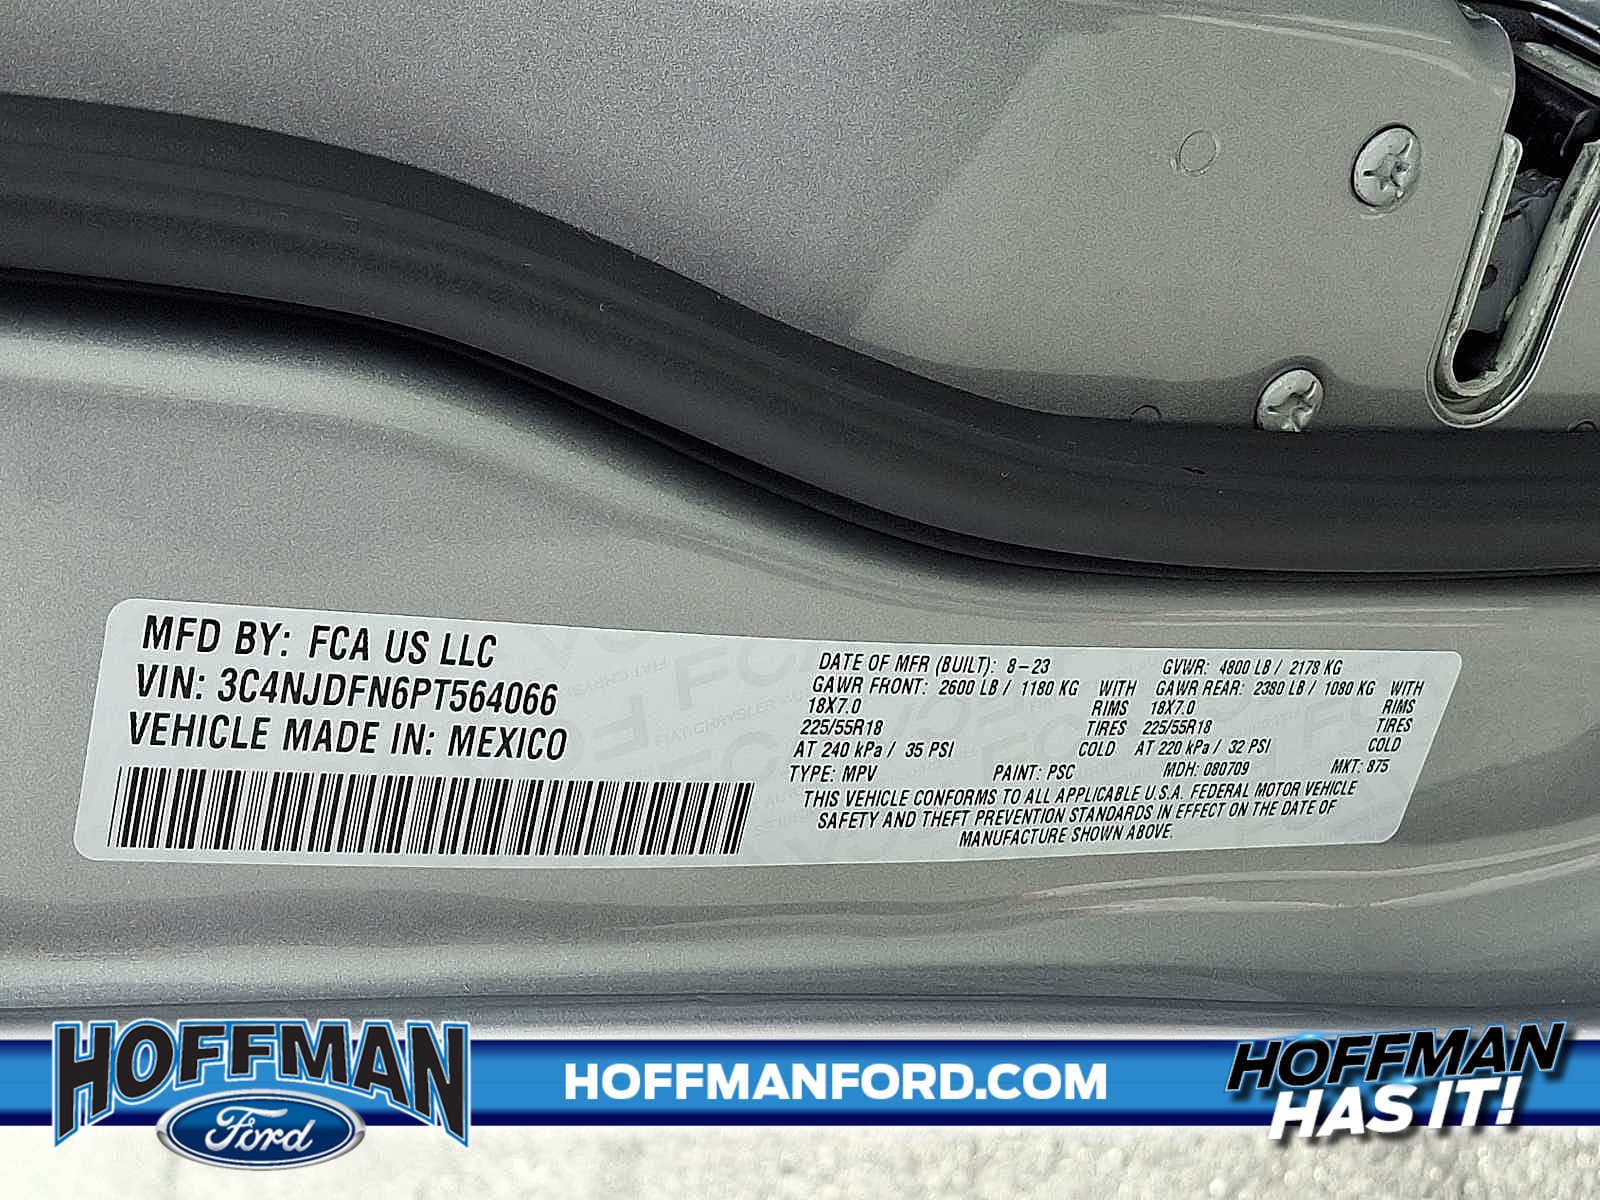 MFD BY: FCA US LLC
VIN: 3C4NJDFN6PT564066
VEHICLE MADE IN: MEXICO
DATE OF MFR (BUILT): 8-23 GVWR: 4800 LB / 2178 KG
GAWR FRONT: 2600 LB / 1180 KG WITH GAWR REAR: 2380 LB / 1080 KG WITH
18X7.0 RIMS 18X7.0 RIMS
225/55R18 TIRES 225/55R18 TIRES
AT 240 kPa / 35 PSI COLD AT 220 kPa / 32 PSI COLD
TYPE: MPV PAINT: PSC MDH: 080709 MKT: 875
THIS VEHICLE CONFORMS TO ALL APPLICABLE U.S.A. FEDERAL MOTOR VEHICLE
SAFETY AND THEFT PREVENTION STANDARDS IN EFFECT ON THE DATE OF
MANUFACTURE SHOWN ABOVE.
HOFFMAN
Ford
HOFFMANFORD.COM
HOFFMAN
HAS IT!